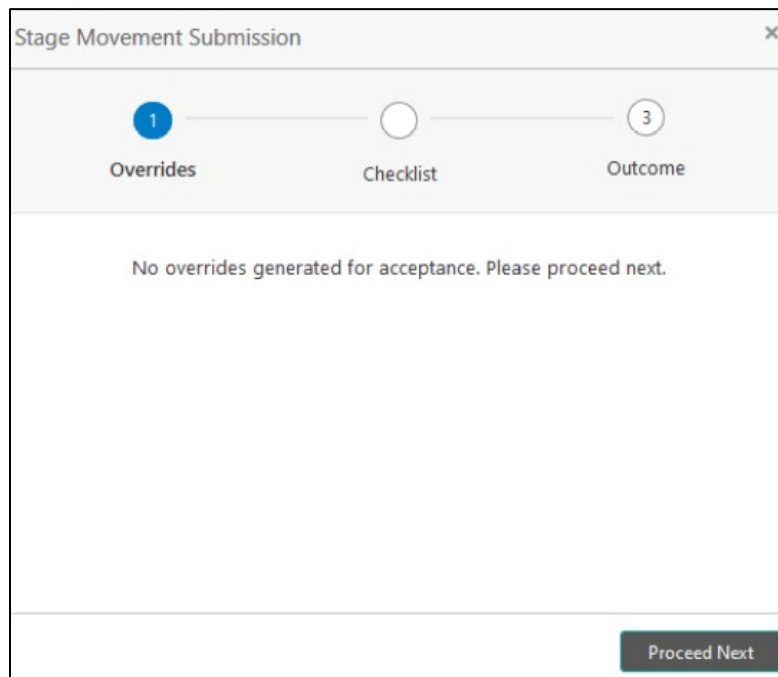 Stage Movement Submission
×
1
3
Overrides
Checklist
Outcome
No overrides generated for acceptance. Please proceed next.
Proceed Next